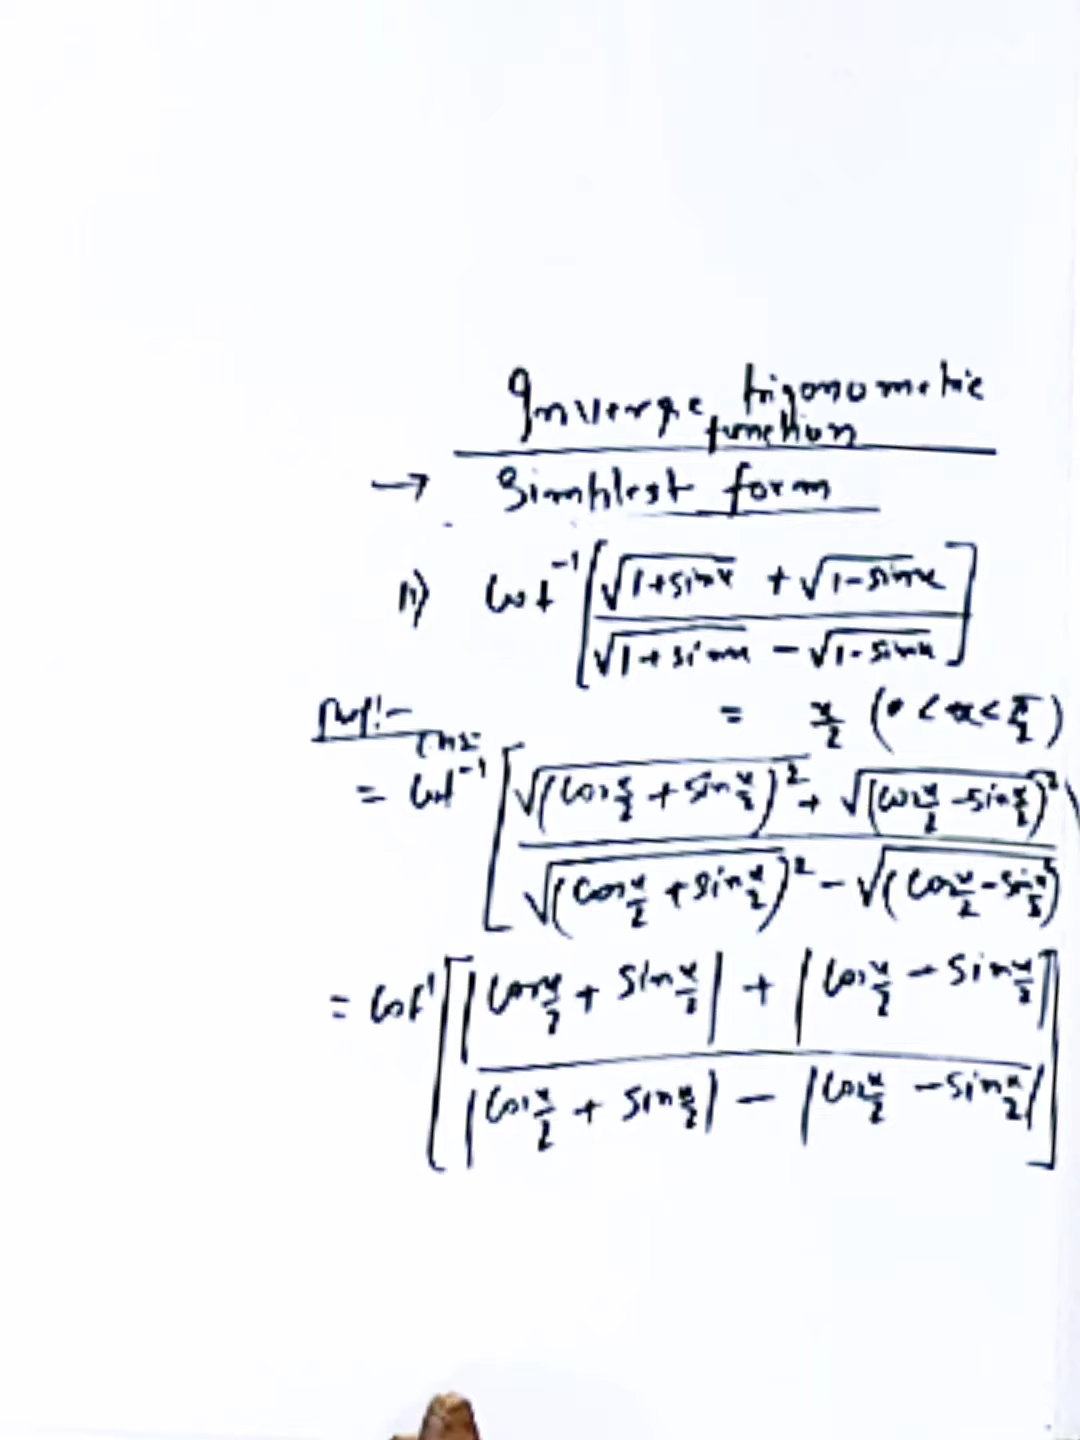 Inverse trigonometric function
→ Simplest form
11) Cot⁻¹ [ (√(1+sinx) + √(1-sinx)) / (√(1+sinx) - √(1-sinx)) ]
= x/2 (0 < x < π/2)
= Cot⁻¹ [ (√(cos x/2 + sin x/2)² + √(cos x/2 - sin x/2)²) / (√(cos x/2 + sin x/2)² - √(cos x/2 - sin x/2)²) ]
= Cot⁻¹ [ (|cos x/2 + sin x/2| + |cos x/2 - sin x/2|) / (|cos x/2 + sin x/2| - |cos x/2 - sin x/2|) ]